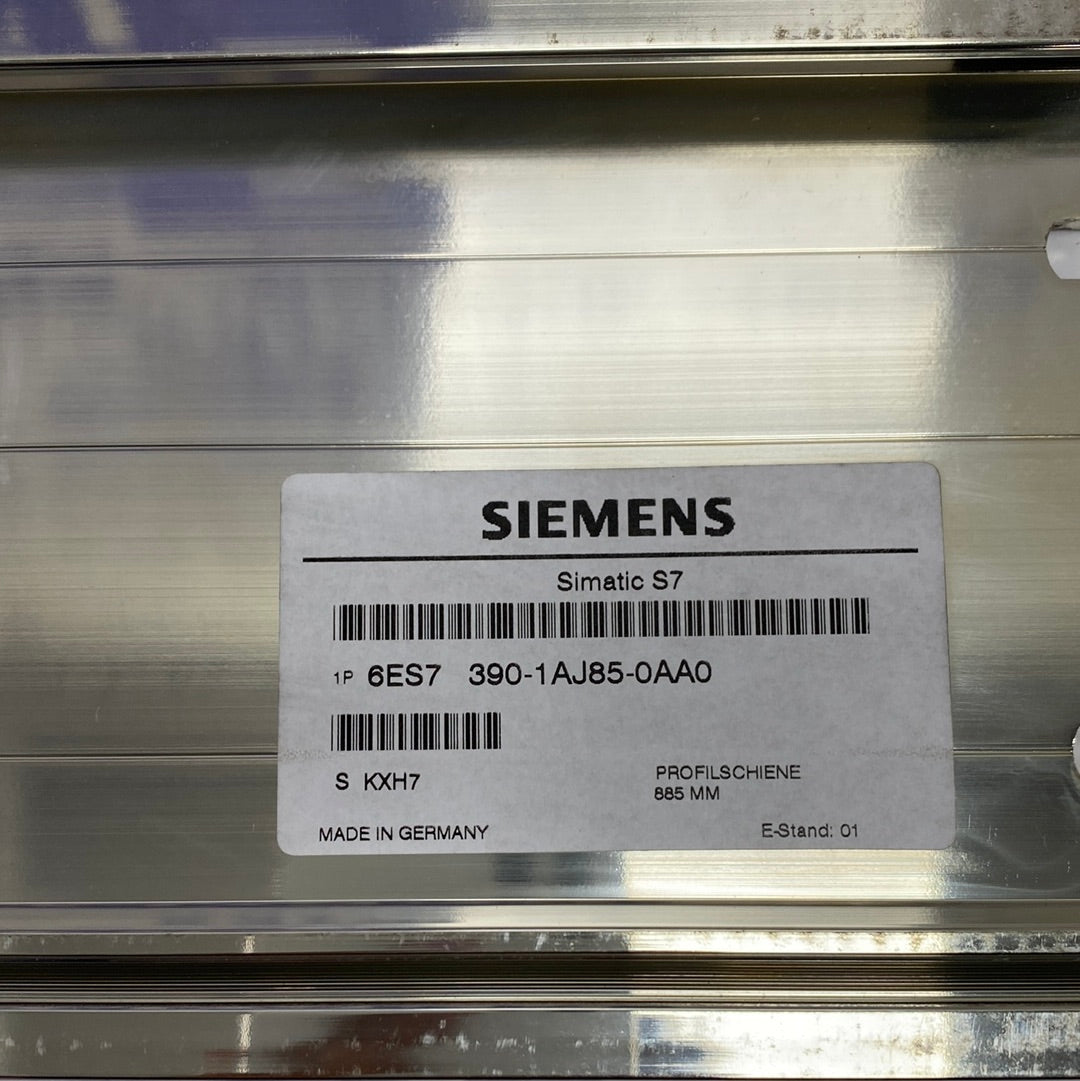 SIEMENS
Simatic S7
1P 6ES7 390-1AJ85-0AA0
S KXH7
PROFILSCHIENE
885 MM
MADE IN GERMANY
E-Stand: 01